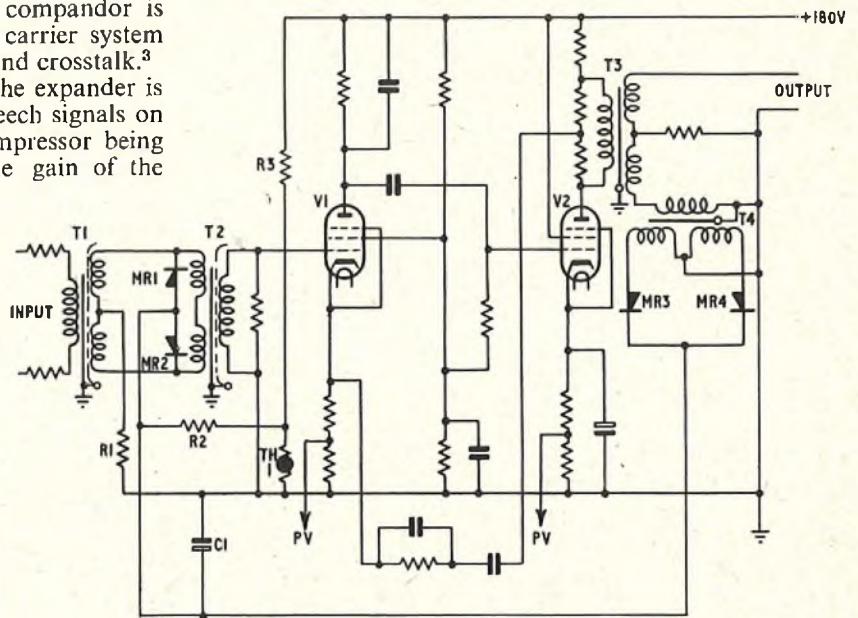 compandor is
carrier system
nd crosstalk.³
he expander is
eech signals on
mpressor being
e gain of the
+180V
T3
OUTPUT
R3
V1
V2
T4
T1
T2
MR1
MR3
MR4
INPUT
MR2
R2
R1
TH
1
PV
PV
C1